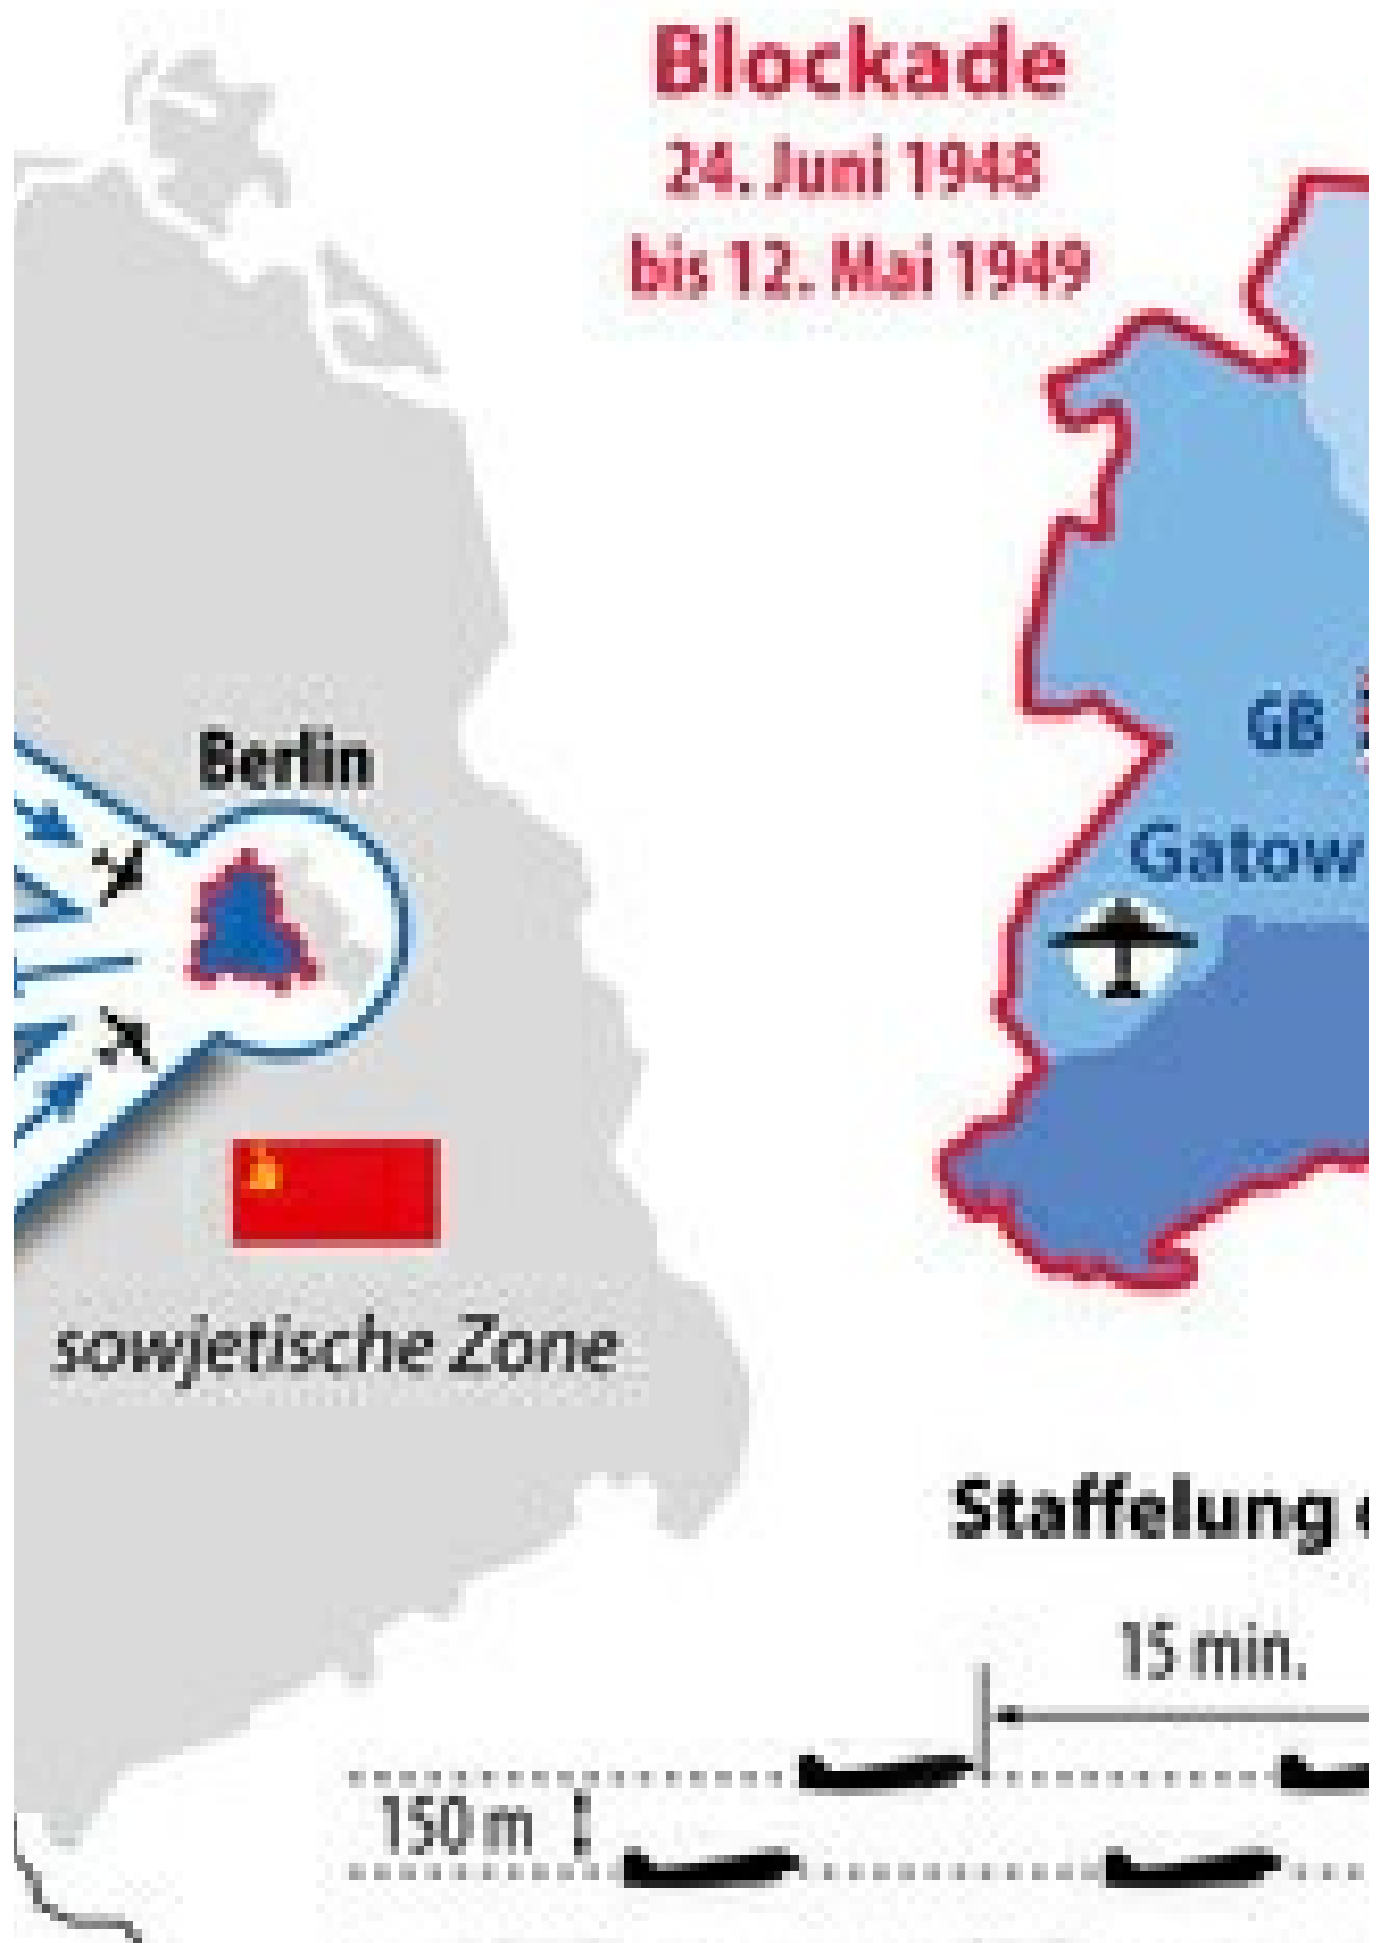 Blockade
24. Juni 1948
bis 12. Mai 1949
Berlin
GB
Gatow
sowjetische Zone
Staffelung
15 min.
150 m